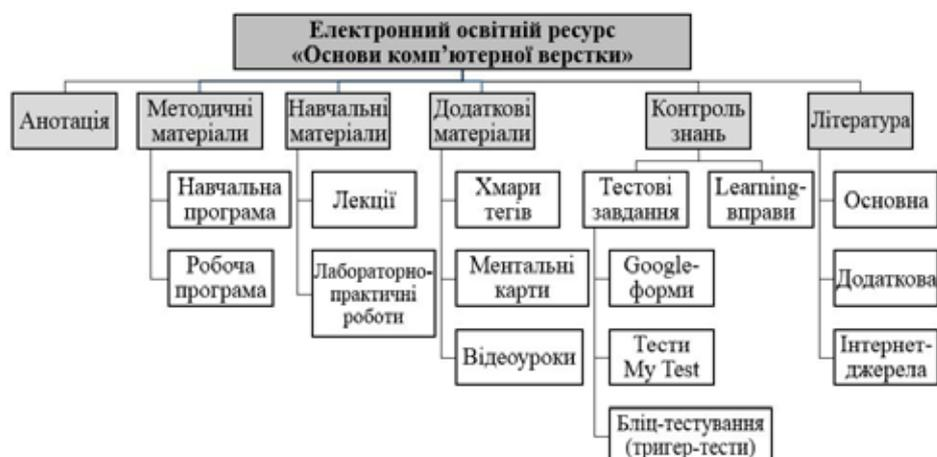 Електронний освітній ресурс
«Основи комп’ютерної верстки»
Анотація
Методичні
матеріали
Навчальні
матеріали
Додаткові
матеріали
Контроль
знань
Література
Навчальна
програма
Робоча
програма
Лекції
Лабораторно-
практичні
роботи
Хмари
тегів
Ментальні
карти
Відеоуроки
Тестові
завдання
Learning-
вправи
Google-
форми
Тести
My Test
Бліц-тестування
(тригер-тести)
Основна
Додаткова
Інтернет-
джерела